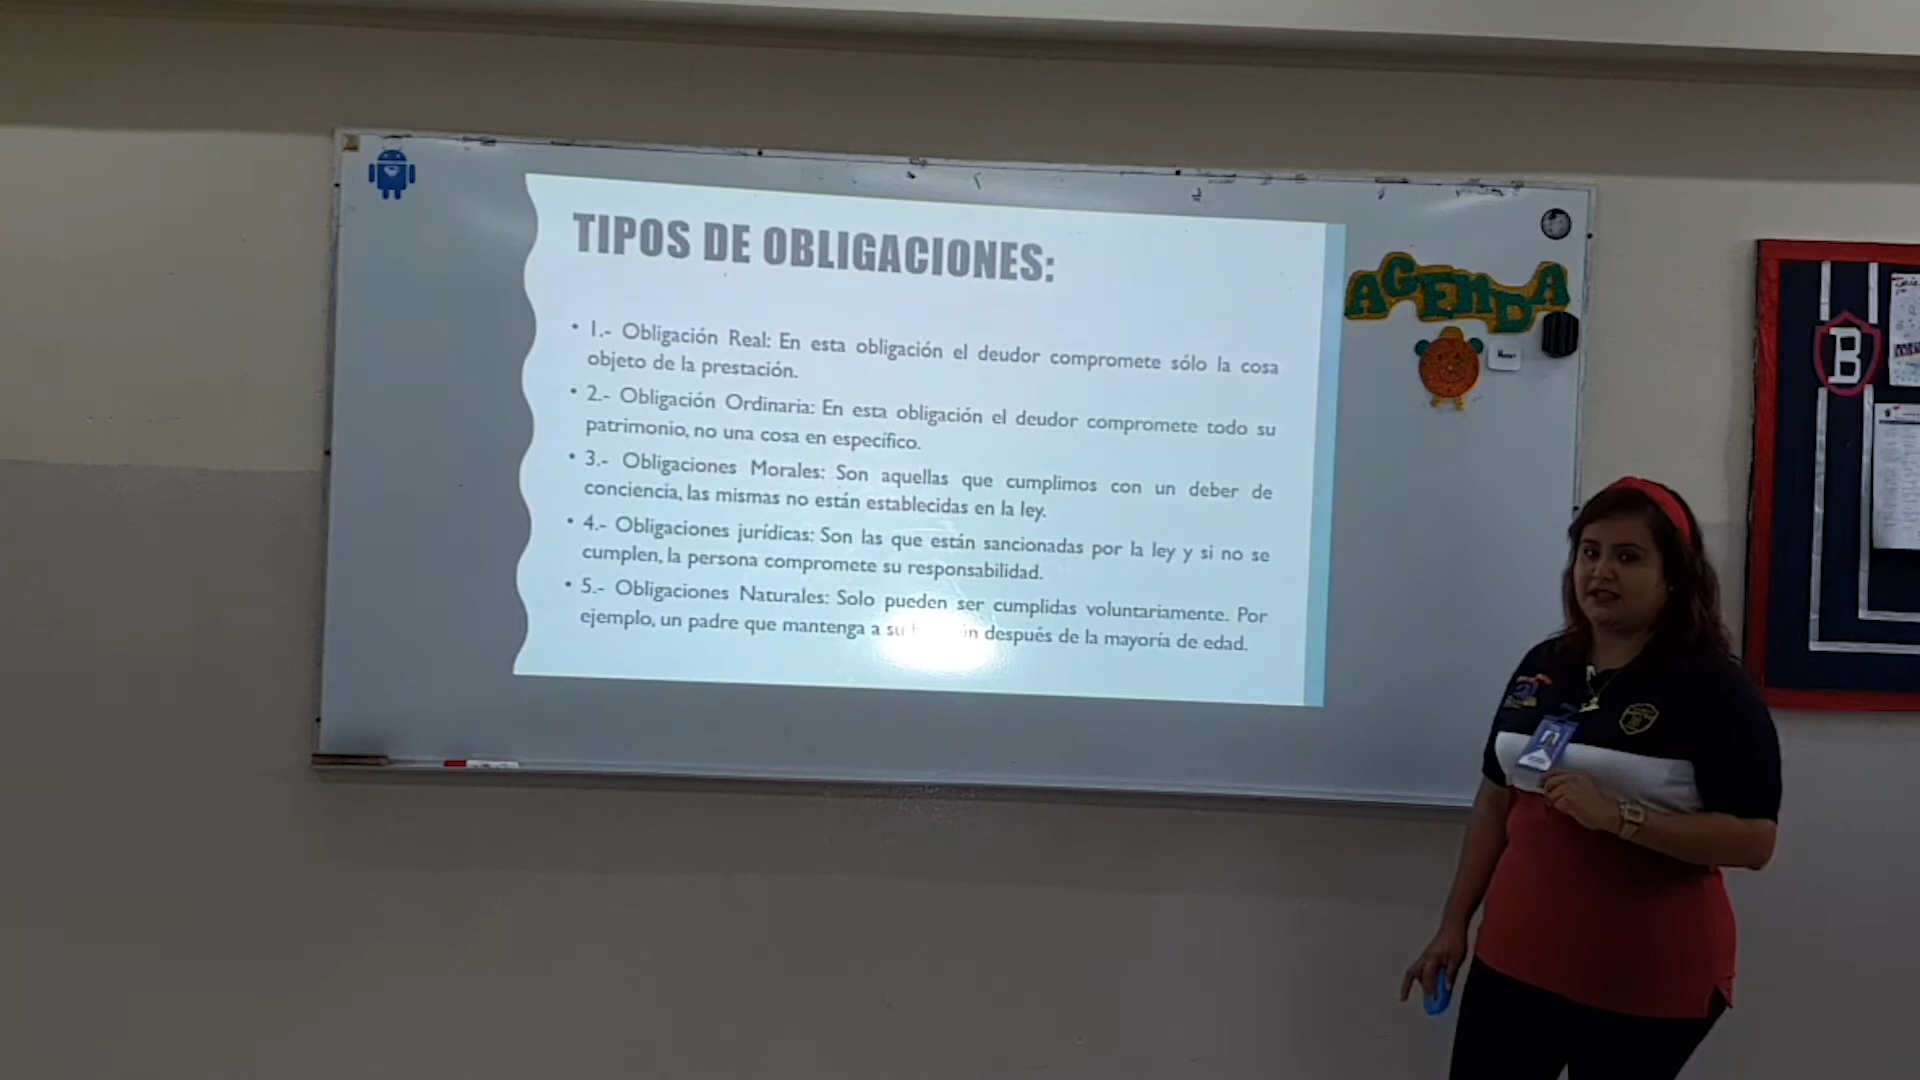 TIPOS DE OBLIGACIONES:
• 1.- Obligación Real: En esta obligación el deudor compromete sólo la cosa
objeto de la prestación.
• 2.- Obligación Ordinaria: En esta obligación el deudor compromete todo su
patrimonio, no una cosa en específico.
• 3.- Obligaciones Morales: Son aquellas que cumplimos con un deber de
conciencia, las mismas no están establecidas en la ley.
• 4.- Obligaciones jurídicas: Son las que están sancionadas por la ley y si no se
cumplen, la persona compromete su responsabilidad.
• 5.- Obligaciones Naturales: Solo pueden ser cumplidas voluntariamente. Por
ejemplo, un padre que mantenga a su después de la mayoría de edad.
AGENDA
B